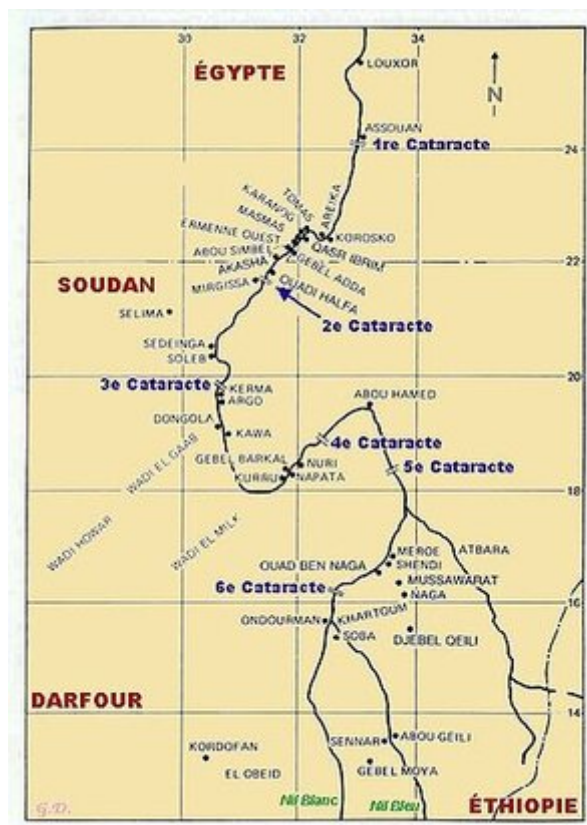 30 32 34
ÉGYPTE
LOUXOR
N
ASSOUAN
1re Cataracte
24
TOMAS
KARANOG
AREIKA
MASMAS
ERMENNE OUEST
KOROSKO
QASR IBRIM
ABOU SIMBEL
GEBEL ADDA
AKASHA
22
SOUDAN
MIRGISSA
OUADI HALFA
SELIMA
2e Cataracte
SEDEINGA
SOLEB
20
3e Cataracte
KERMA
ARGO
ABOU HAMED
DONGOLA
KAWA
4e Cataracte
WADI EL GAAB
GEBEL BARKAL
NURI
5e Cataracte
KURRU
NAPATA
18
WADI HOWAR
WADI EL MILK
ATBARA
MEROE
OUAD BEN NAGA
SHENDI
6e Cataracte
MUSSAWARAT
NAGA
16
ONDOURMAN
KHARTOUM
SOBA
DJEBEL QEILI
DARFOUR
14
KORDOFAN
SENNAR
ABOU GEILI
EL OBEID
GEBEL MOYA
G.D.
Nil Blanc
Nil Bleu
ÉTHIOPIE